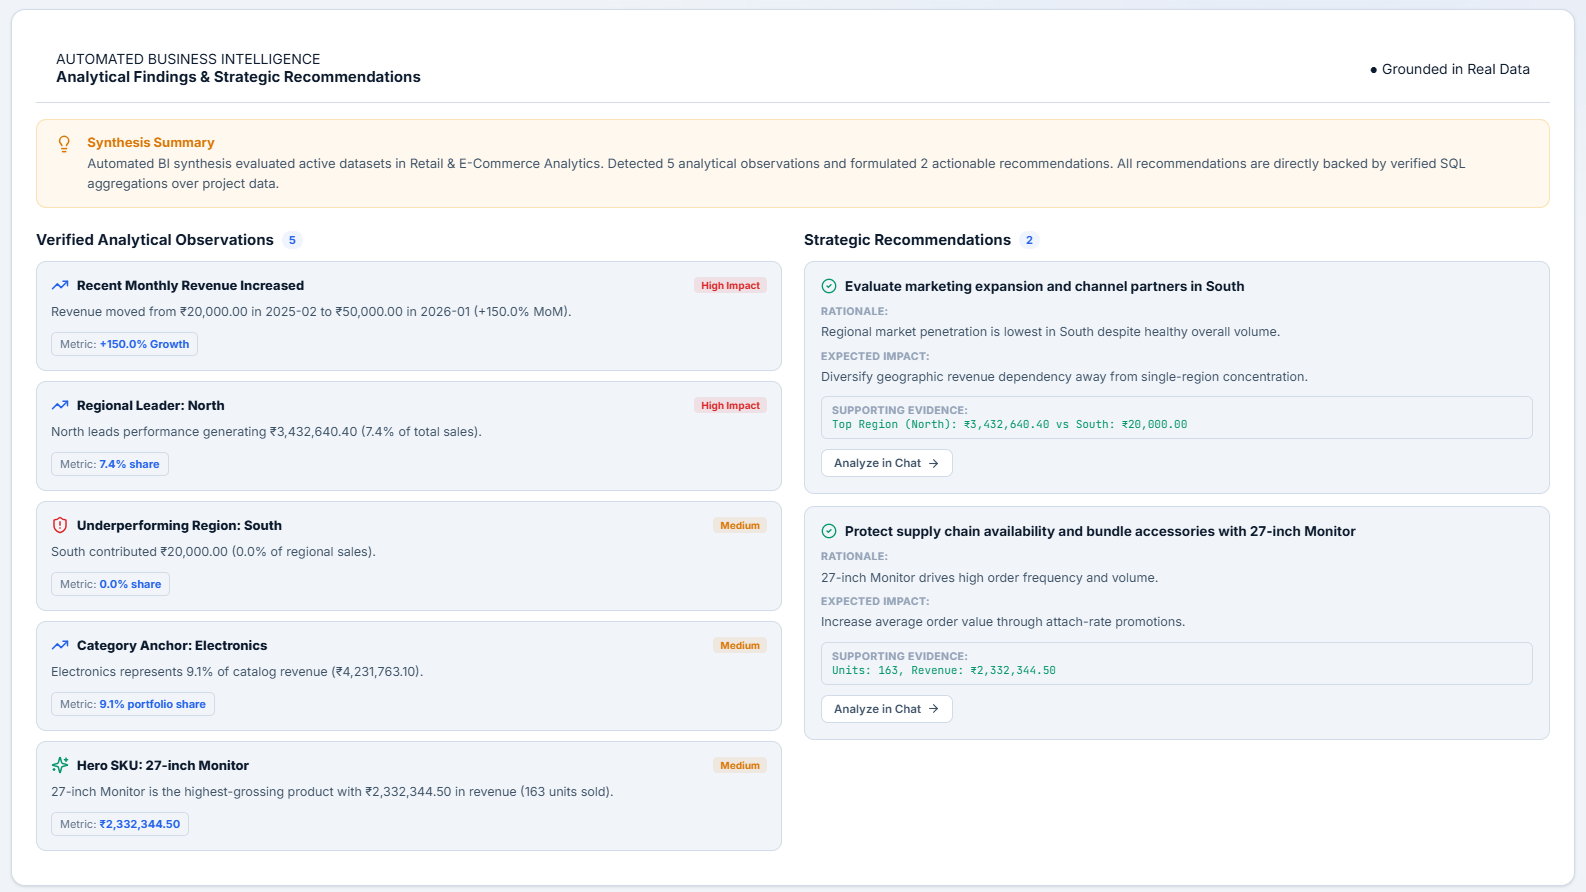 AUTOMATED BUSINESS INTELLIGENCE
Analytical Findings & Strategic Recommendations
● Grounded in Real Data
Synthesis Summary
Automated BI synthesis evaluated active datasets in Retail & E-Commerce Analytics. Detected 5 analytical observations and formulated 2 actionable recommendations. All recommendations are directly backed by verified SQL
aggregations over project data.
Verified Analytical Observations 5
Recent Monthly Revenue Increased
High Impact
Revenue moved from ₹20,000.00 in 2025-02 to ₹50,000.00 in 2026-01 (+150.0% MoM).
Metric: +150.0% Growth
Regional Leader: North
High Impact
North leads performance generating ₹3,432,640.40 (7.4% of total sales).
Metric: 7.4% share
Underperforming Region: South
Medium
South contributed ₹20,000.00 (0.0% of regional sales).
Metric: 0.0% share
Category Anchor: Electronics
Medium
Electronics represents 9.1% of catalog revenue (₹4,231,763.10).
Metric: 9.1% portfolio share
Hero SKU: 27-inch Monitor
Medium
27-inch Monitor is the highest-grossing product with ₹2,332,344.50 in revenue (163 units sold).
Metric: ₹2,332,344.50
Strategic Recommendations 2
Evaluate marketing expansion and channel partners in South
RATIONALE:
Regional market penetration is lowest in South despite healthy overall volume.
EXPECTED IMPACT:
Diversify geographic revenue dependency away from single-region concentration.
SUPPORTING EVIDENCE:
Top Region (North): ₹3,432,640.40 vs South: ₹20,000.00
Analyze in Chat →
Protect supply chain availability and bundle accessories with 27-inch Monitor
RATIONALE:
27-inch Monitor drives high order frequency and volume.
EXPECTED IMPACT:
Increase average order value through attach-rate promotions.
SUPPORTING EVIDENCE:
Units: 163, Revenue: ₹2,332,344.50
Analyze in Chat →